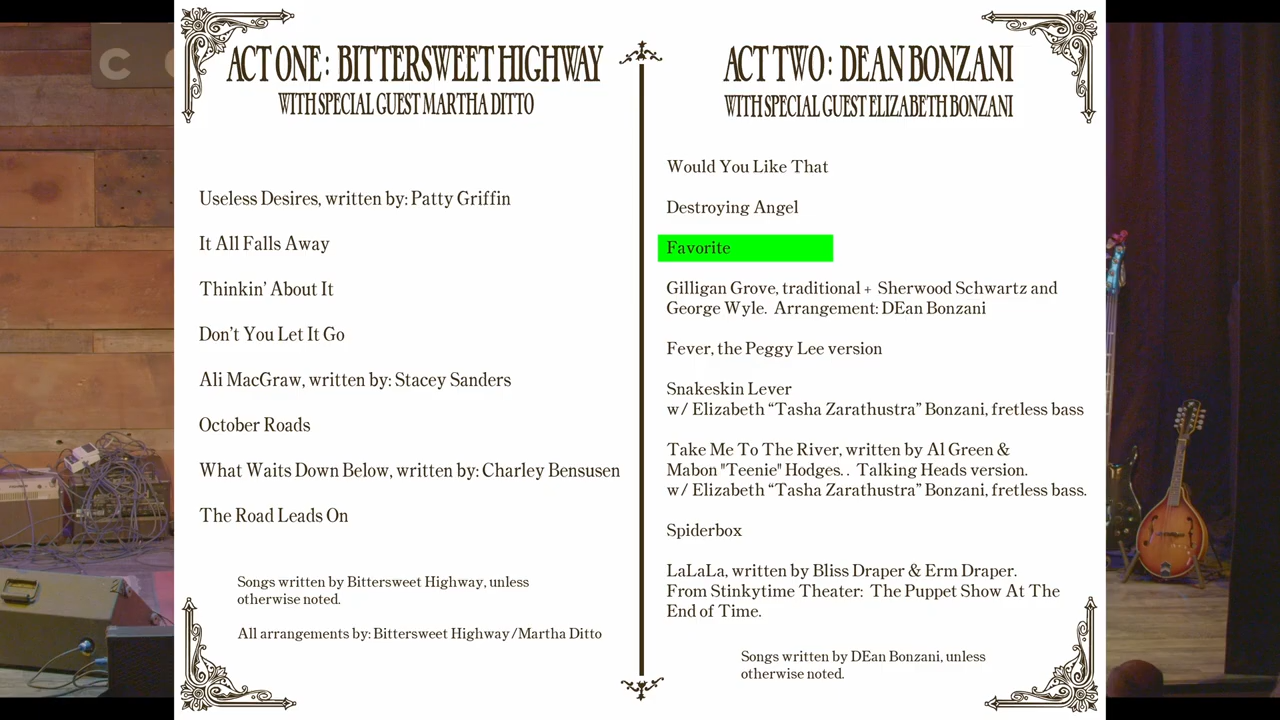 ACT ONE : BITTERSWEET HIGHWAY
WITH SPECIAL GUEST MARTHA DITTO
Useless Desires, written by: Patty Griffin
It All Falls Away
Thinkin’ About It
Don’t You Let It Go
Ali MacGraw, written by: Stacey Sanders
October Roads
What Waits Down Below, written by: Charley Bensusen
The Road Leads On
Songs written by Bittersweet Highway, unless
otherwise noted.
All arrangements by: Bittersweet Highway/Martha Ditto
ACT TWO : DEAN BONZANI
WITH SPECIAL GUEST ELIZABETH BONZANI
Would You Like That
Destroying Angel
Favorite
Gilligan Grove, traditional + Sherwood Schwartz and
George Wyle. Arrangement: DEan Bonzani
Fever, the Peggy Lee version
Snakeskin Lever
w/ Elizabeth “Tasha Zarathustra” Bonzani, fretless bass
Take Me To The River, written by Al Green &
Mabon "Teenie" Hodges. . Talking Heads version.
w/ Elizabeth “Tasha Zarathustra” Bonzani, fretless bass.
Spiderbox
LaLaLa, written by Bliss Draper & Erm Draper.
From Stinkytime Theater: The Puppet Show At The
End of Time.
Songs written by DEan Bonzani, unless
otherwise noted.